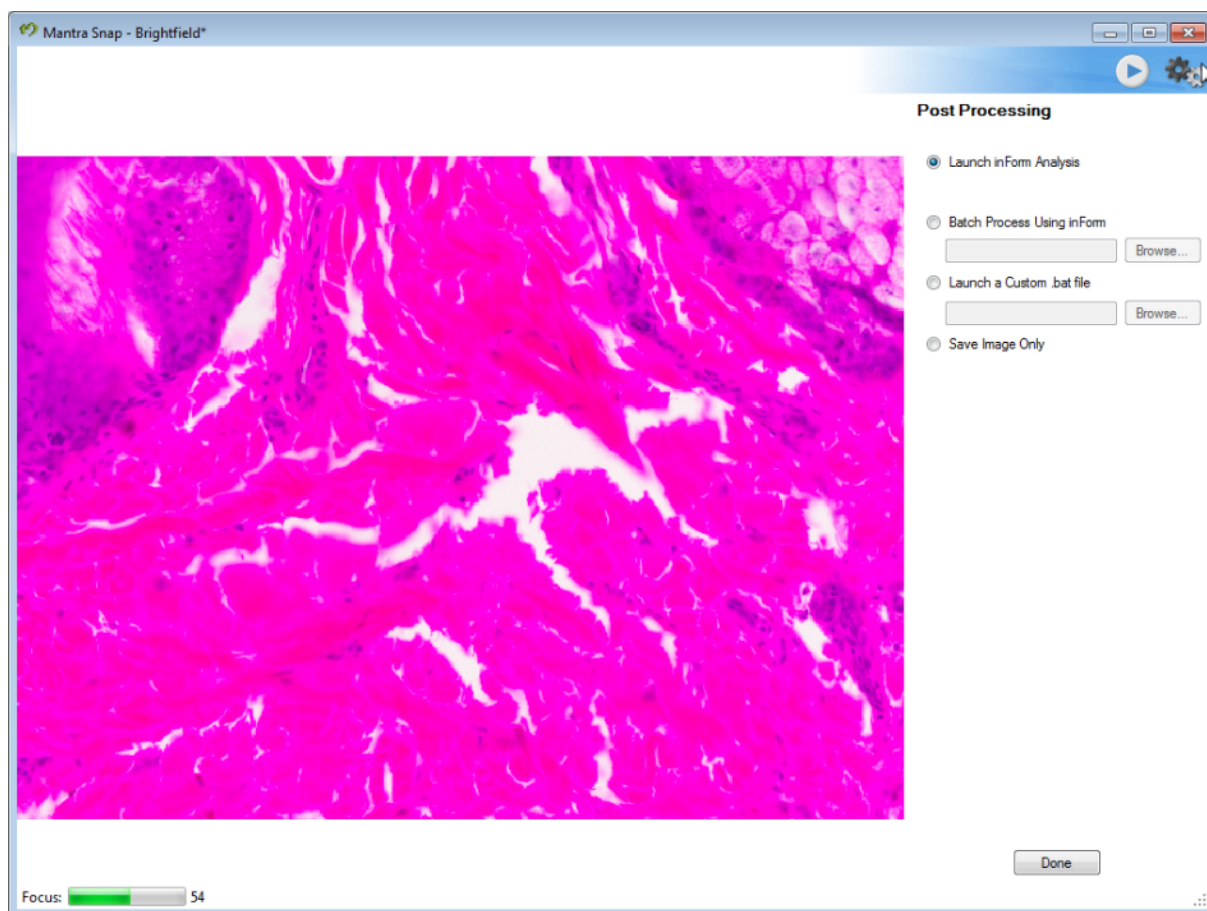 Mantra Snap - Brightfield*
Post Processing
Launch inForm Analysis
Batch Process Using inForm
Browse...
Launch a Custom .bat file
Browse...
Save Image Only
Done
Focus: 54